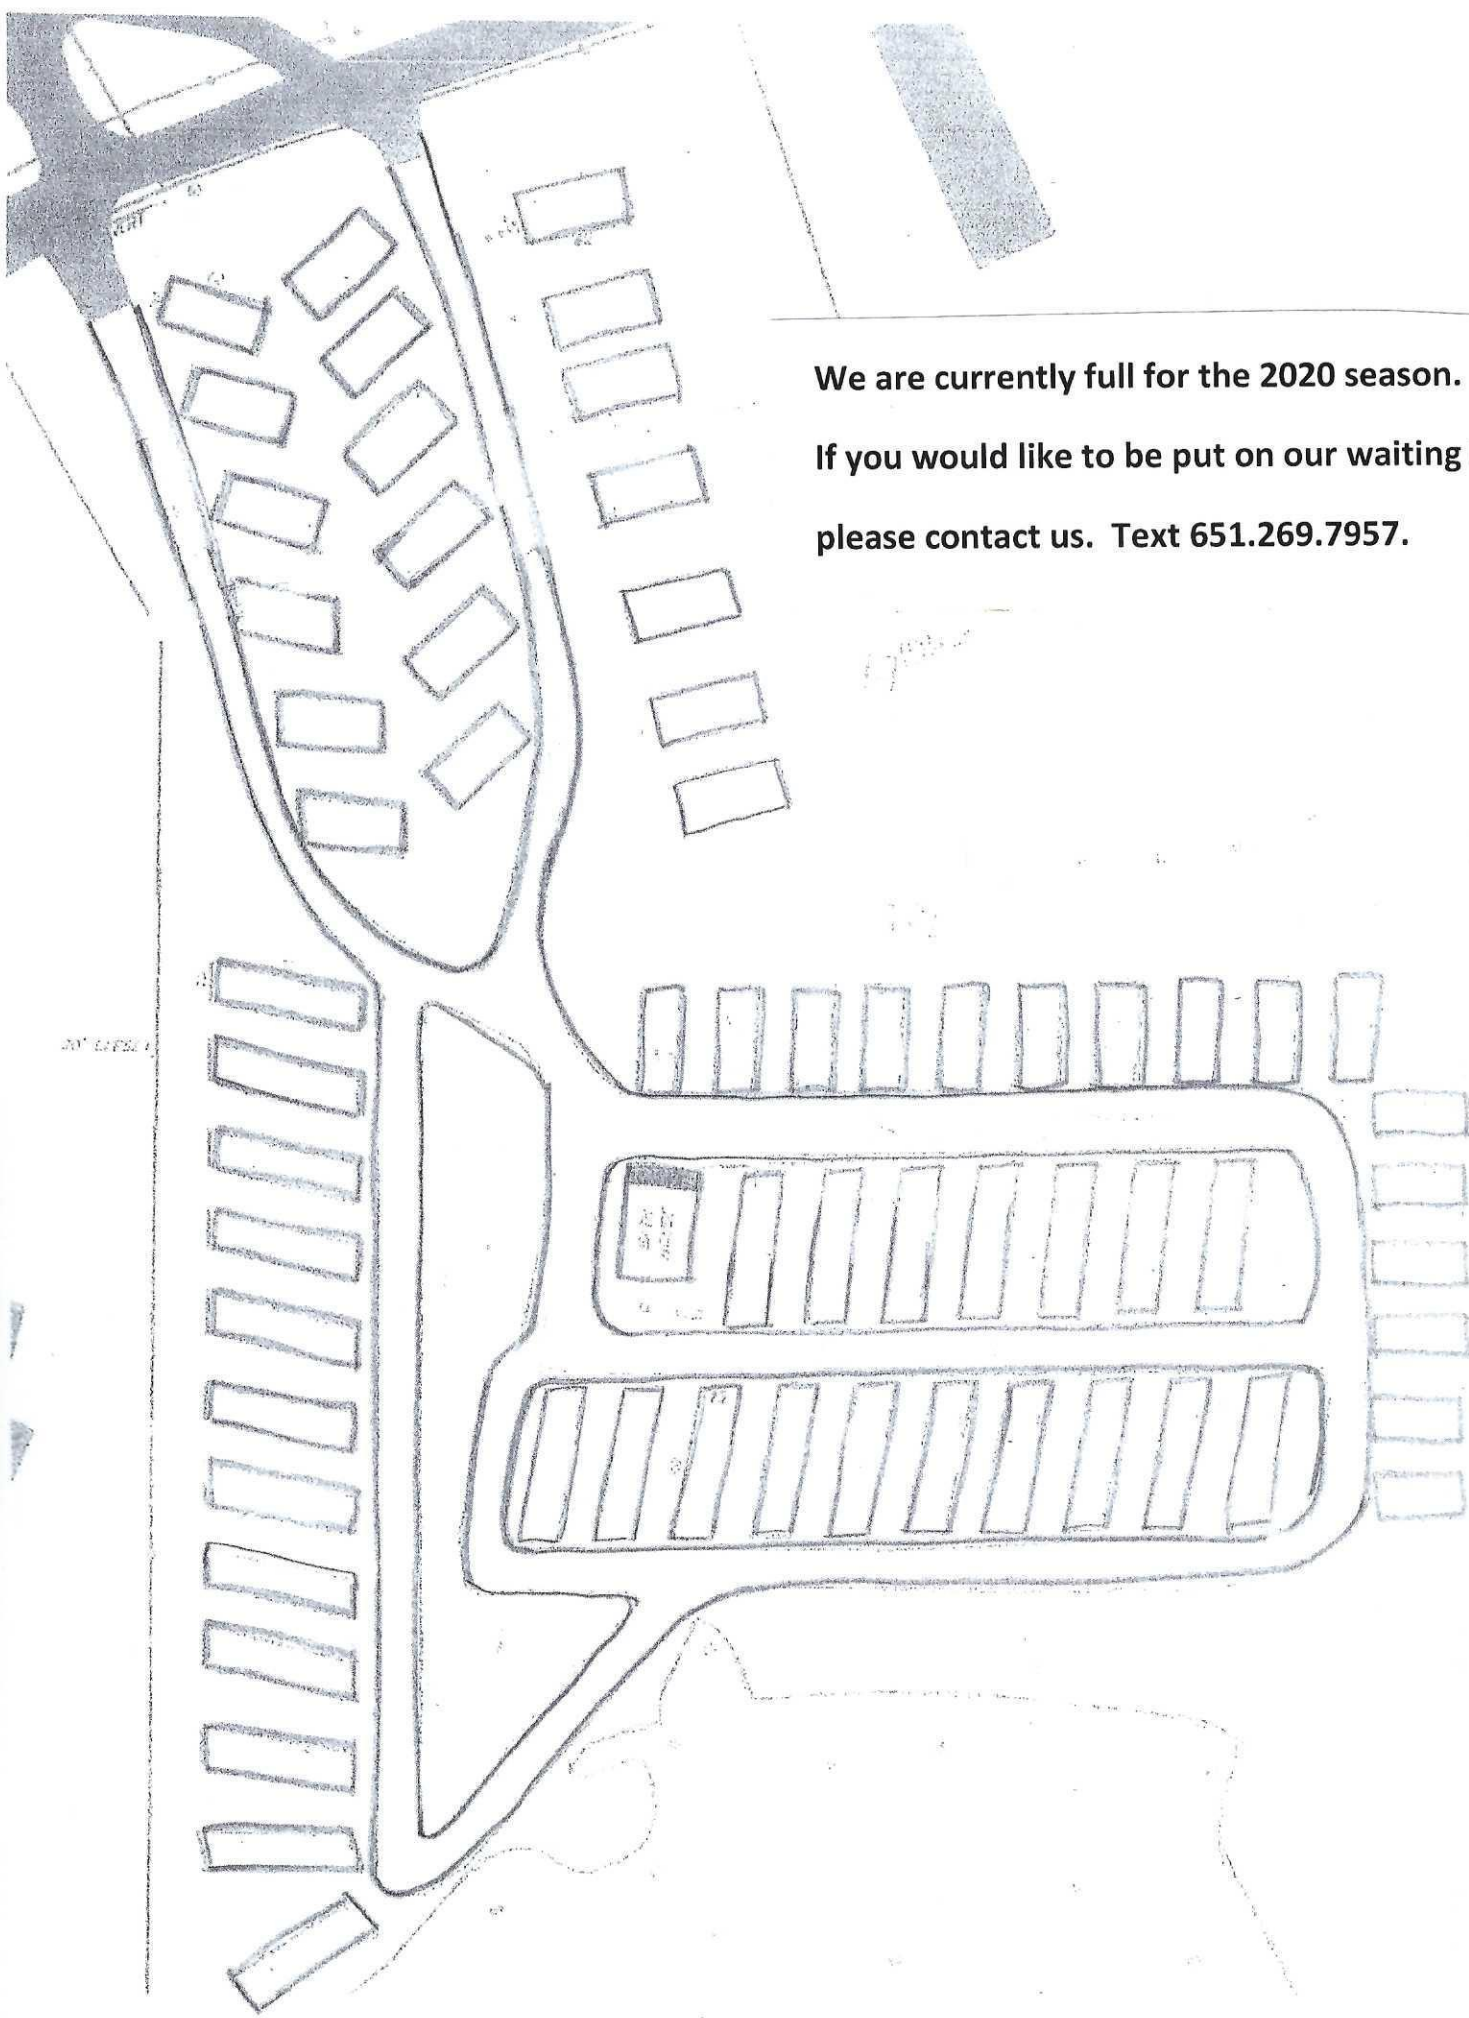 We are currently full for the 2020 season.
If you would like to be put on our waiting
please contact us. Text 651.269.7957.